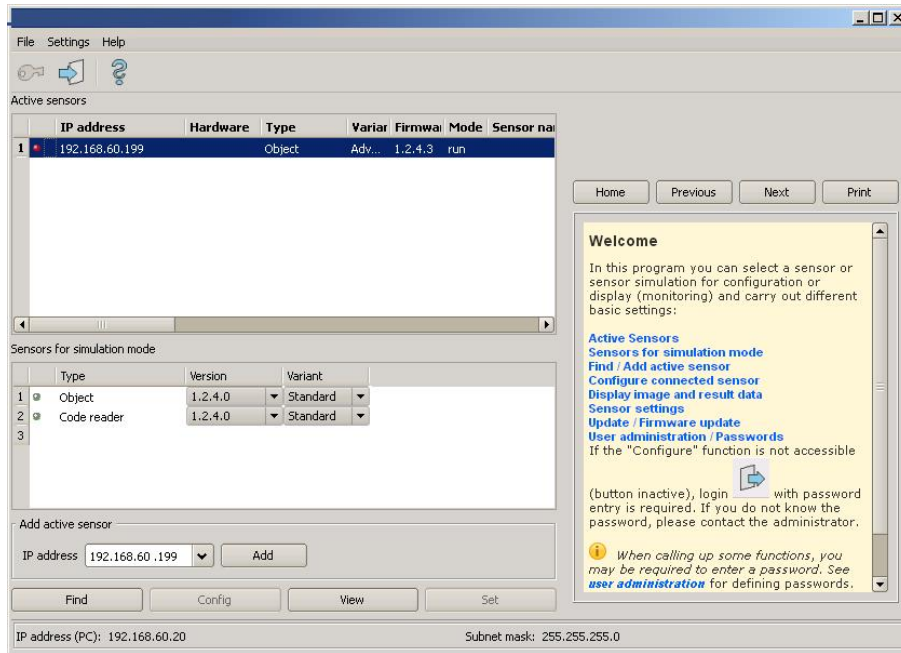 File Settings Help
Active sensors
IP address Hardware Type Variar Firmwar Mode Sensor nar
1 192.168.60.199 Object Adv... 1.2.4.3 run
Home Previous Next Print
Welcome
In this program you can select a sensor or
sensor simulation for configuration or
display (monitoring) and carry out different
basic settings:
Active Sensors
Sensors for simulation mode
Find / Add active sensor
Configure connected sensor
Display image and result data
Sensor settings
Update / Firmware update
User administration / Passwords
If the "Configure" function is not accessible
(button inactive), login with password
entry is required. If you do not know the
password, please contact the administrator.
When calling up some functions, you
may be required to enter a password. See
user administration for defining passwords.
Sensors for simulation mode
Type Version Variant
1 Object 1.2.4.0 Standard
2 Code reader 1.2.4.0 Standard
3
Add active sensor
IP address 192.168.60 .199 Add
Find Config View Set
IP address (PC): 192.168.60.20 Subnet mask: 255.255.255.0